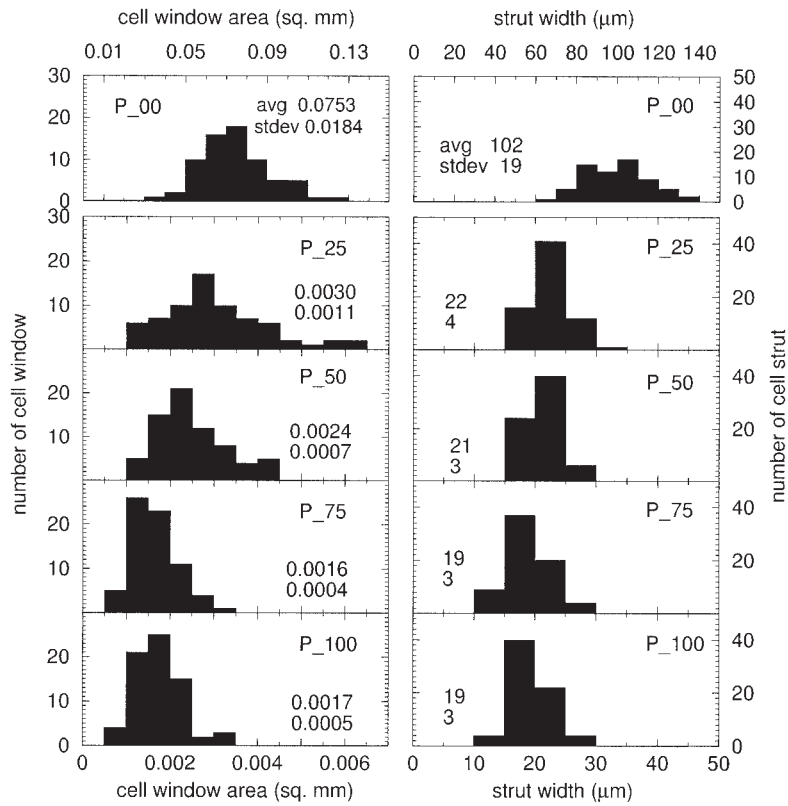 cell window area (sq. mm)
strut width (μm)
0.01 0.05 0.09 0.13
0 20 40 60 80 100 120 140
30
20
10
0
P_00
avg 0.0753
stdev 0.0184
avg 102
stdev 19
P_00
50
40
30
20
10
0
30
20
10
P_25
0.0030
0.0011
22
4
P_25
40
20
20
10
P_50
0.0024
0.0007
21
3
P_50
40
20
20
10
P_75
0.0016
0.0004
19
3
P_75
40
20
20
10
0
P_100
0.0017
0.0005
19
3
P_100
40
20
0
number of cell window
number of cell strut
0 0.002 0.004 0.006
0 10 20 30 40 50
cell window area (sq. mm)
strut width (μm)